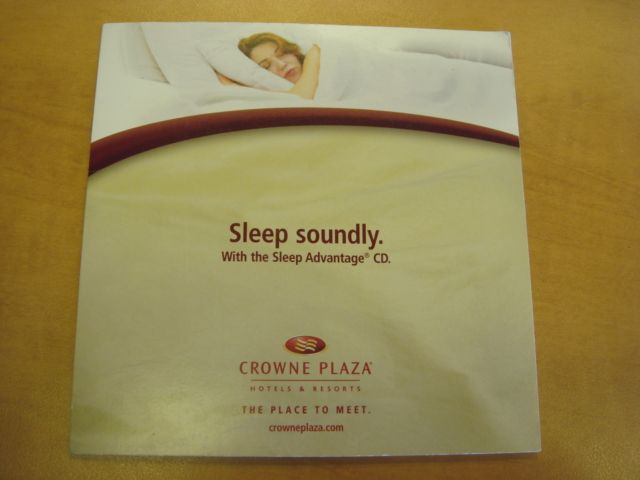 Sleep soundly.
With the Sleep Advantage® CD.
CROWNE PLAZA®
HOTELS & RESORTS
THE PLACE TO MEET.
crowneplaza.com